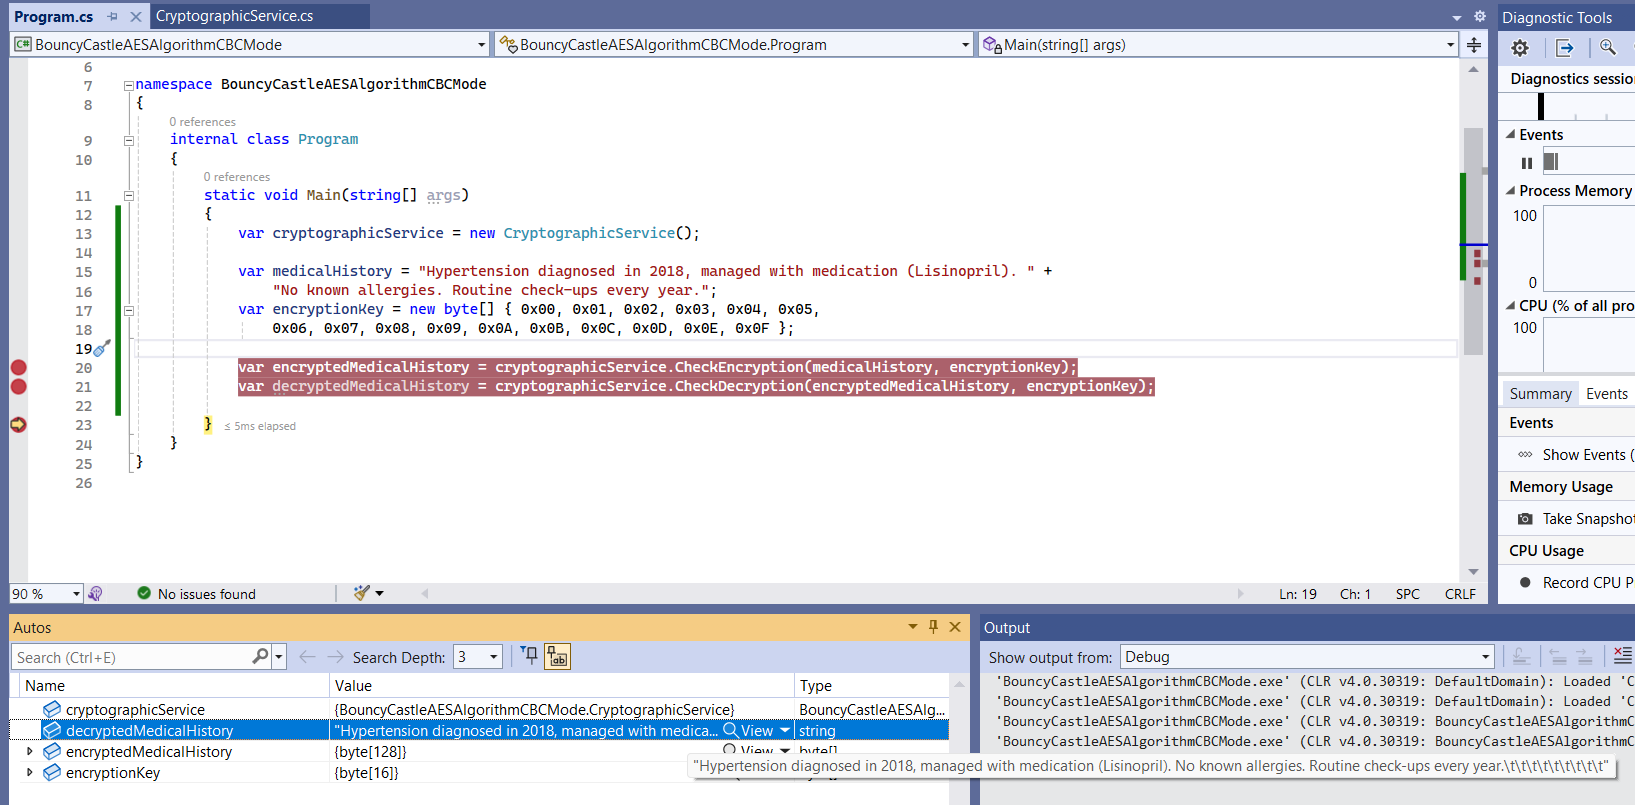 Program.cs
CryptographicService.cs
BouncyCastleAESAlgorithmCBCMode
BouncyCastleAESAlgorithmCBCMode.Program
Main(string[] args)
6
7 namespace BouncyCastleAESAlgorithmCBCMode
8 {
0 references
9 internal class Program
10 {
0 references
11 static void Main(string[] args)
12 {
13 var cryptographicService = new CryptographicService();
14
15 var medicalHistory = "Hypertension diagnosed in 2018, managed with medication (Lisinopril). " +
16 "No known allergies. Routine check-ups every year.";
17 var encryptionKey = new byte[] { 0x00, 0x01, 0x02, 0x03, 0x04, 0x05,
18 0x06, 0x07, 0x08, 0x09, 0x0A, 0x0B, 0x0C, 0x0D, 0x0E, 0x0F };
19
20 var encryptedMedicalHistory = cryptographicService.CheckEncryption(medicalHistory, encryptionKey);
21 var decryptedMedicalHistory = cryptographicService.CheckDecryption(encryptedMedicalHistory, encryptionKey);
22
23 } ≤ 5ms elapsed
24 }
25 }
26
90 %
No issues found
Ln: 19 Ch: 1 SPC CRLF
Diagnostic Tools
Diagnostics sessio
Events
Process Memory
100
0
CPU (% of all pro
100
Summary Events
Events
Show Events (
Memory Usage
Take Snapshot
CPU Usage
Record CPU P
Autos
Search (Ctrl+E)
Search Depth: 3
Name Value Type
cryptographicService {BouncyCastleAESAlgorithmCBCMode.CryptographicService} BouncyCastleAESAlg...
decryptedMedicalHistory "Hypertension diagnosed in 2018, managed with medica... View string
encryptedMedicalHistory {byte[128]} View byte[]
encryptionKey {byte[16]}
"Hypertension diagnosed in 2018, managed with medication (Lisinopril). No known allergies. Routine check-ups every year.\t\t\t\t\t\t\t\t\t"
Output
Show output from: Debug
'BouncyCastleAESAlgorithmCBCMode.exe' (CLR v4.0.30319: DefaultDomain): Loaded 'C
'BouncyCastleAESAlgorithmCBCMode.exe' (CLR v4.0.30319: DefaultDomain): Loaded 'C
'BouncyCastleAESAlgorithmCBCMode.exe' (CLR v4.0.30319: BouncyCastleAESAlgorithmC
'BouncyCastleAESAlgorithmCBCMode.exe' (CLR v4.0.30319: BouncyCastleAESAlgorithmC